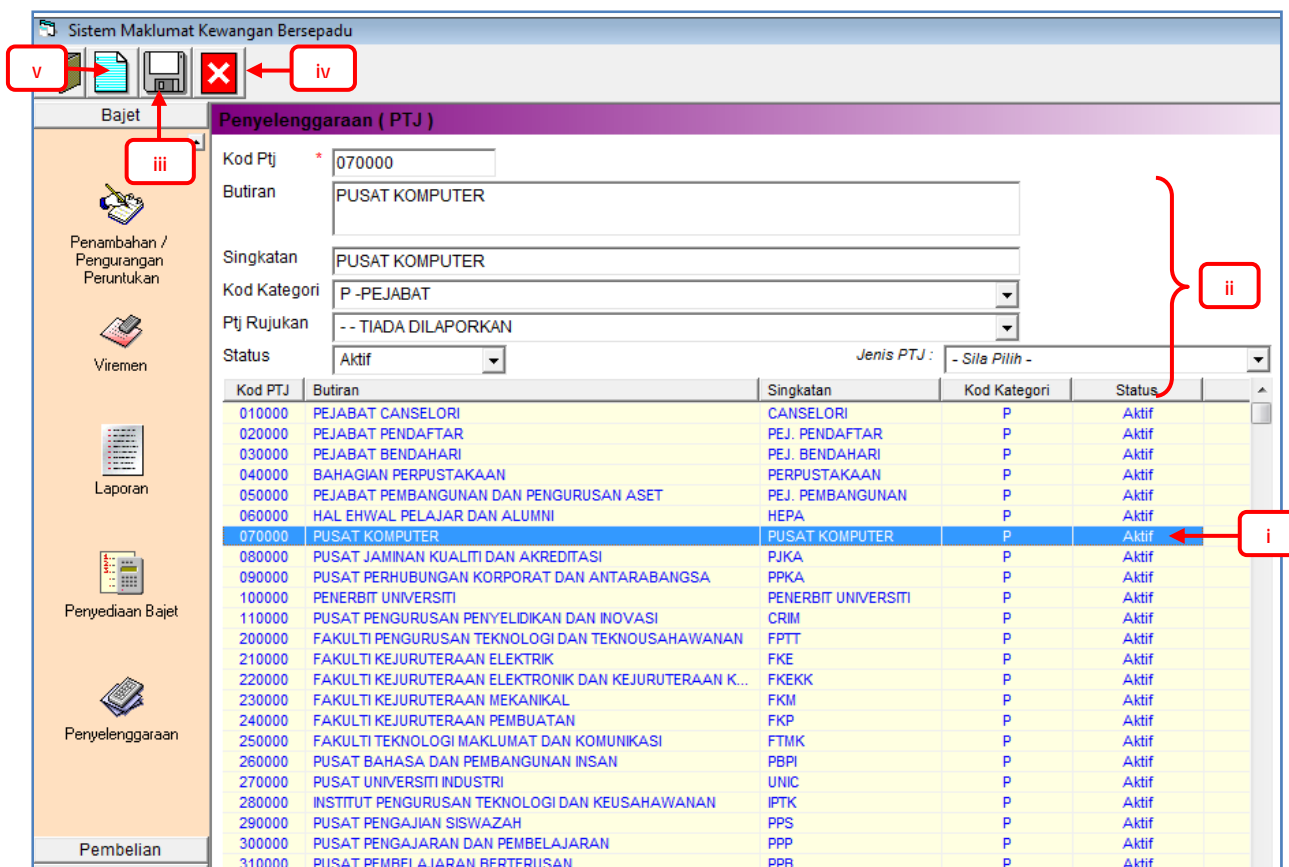 Sistem Maklumat Kewangan Bersepadu
v
iv
iii
Bajet
Penyelenggaraan ( PTJ )
Kod Ptj * 070000
Butiran PUSAT KOMPUTER
Singkatan PUSAT KOMPUTER
Kod Kategori P -PEJABAT
Ptj Rujukan - - TIADA DILAPORKAN
Status Aktif Jenis PTJ : - Sila Pilih -
ii
i
Penambahan /
Pengurangan
Peruntukan
Viremen
Laporan
Penyediaan Bajet
Penyelenggaraan
Pembelian
Kod PTJ Butiran Singkatan Kod Kategori Status
010000 PEJABAT CANSELORI CANSELORI P Aktif
020000 PEJABAT PENDAFTAR PEJ. PENDAFTAR P Aktif
030000 PEJABAT BENDAHARI PEJ. BENDAHARI P Aktif
040000 BAHAGIAN PERPUSTAKAAN PERPUSTAKAAN P Aktif
050000 PEJABAT PEMBANGUNAN DAN PENGURUSAN ASET PEJ. PEMBANGUNAN P Aktif
060000 HAL EHWAL PELAJAR DAN ALUMNI HEPA P Aktif
070000 PUSAT KOMPUTER PUSAT KOMPUTER P Aktif
080000 PUSAT JAMINAN KUALITI DAN AKREDITASI PJKA P Aktif
090000 PUSAT PERHUBUNGAN KORPORAT DAN ANTARABANGSA PPKA P Aktif
100000 PENERBIT UNIVERSITI PENERBIT UNIVERSITI P Aktif
110000 PUSAT PENGURUSAN PENYELIDIKAN DAN INOVASI CRIM P Aktif
200000 FAKULTI PENGURUSAN TEKNOLOGI DAN TEKNOUSAHAWANAN FPTT P Aktif
210000 FAKULTI KEJURUTERAAN ELEKTRIK FKE P Aktif
220000 FAKULTI KEJURUTERAAN ELEKTRONIK DAN KEJURUTERAAN K... FKEKK P Aktif
230000 FAKULTI KEJURUTERAAN MEKANIKAL FKM P Aktif
240000 FAKULTI KEJURUTERAAN PEMBUATAN FKP P Aktif
250000 FAKULTI TEKNOLOGI MAKLUMAT DAN KOMUNIKASI FTMK P Aktif
260000 PUSAT BAHASA DAN PEMBANGUNAN INSAN PBPI P Aktif
270000 PUSAT UNIVERSITI INDUSTRI UNIC P Aktif
280000 INSTITUT PENGURUSAN TEKNOLOGI DAN KEUSAHAWANAN IPTK P Aktif
290000 PUSAT PENGAJIAN SISWAZAH PPS P Aktif
300000 PUSAT PENGAJARAN DAN PEMBELAJARAN PPP P Aktif
310000 PUSAT PEMBELAJARAN BERTERUSAN PPB P Aktif